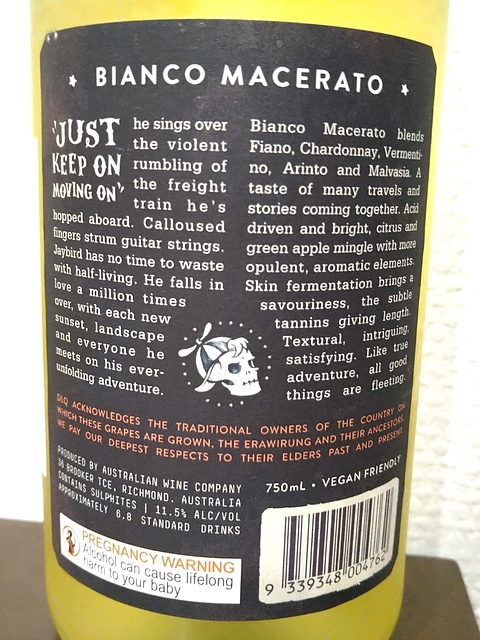 ★ BIANCO MACERATO ★
'JUST
KEEP ON
MOVING ON'
he sings over
the violent
rumbling of
the freight
train he's
hopped aboard. Calloused
fingers strum guitar strings.
Jaybird has no time to waste
with half-living. He falls in
love a million times
over, with each new
sunset, landscape
and everyone he
meets on his ever-
unfolding adventure.
Bianco Macerato blends
Fiano, Chardonnay, Vermenti-
no, Arinto and Malvasia. A
taste of many travels and
stories coming together. Acid
driven and bright, citrus and
green apple mingle with more
opulent, aromatic elements.
Skin fermentation brings a
savouriness, the subtle
tannins giving length.
Textural, intriguing,
satisfying. Like true
adventure, all good
things are fleeting.
DLQ ACKNOWLEDGES THE TRADITIONAL OWNERS OF THE COUNTRY ON
WHICH THESE GRAPES ARE GROWN, THE ERAWIRUNG AND THEIR ANCESTORS.
WE PAY OUR DEEPEST RESPECTS TO THEIR ELDERS PAST AND PRESENT.
PRODUCED BY AUSTRALIAN WINE COMPANY
30 BROOKER TCE, RICHMOND, AUSTRALIA
CONTAINS SULPHITES | 11.5% ALC/VOL
APPROXIMATELY 6.8 STANDARD DRINKS
750mL • VEGAN FRIENDLY
PREGNANCY WARNING
Alcohol can cause lifelong
harm to your baby
9 339348 004762